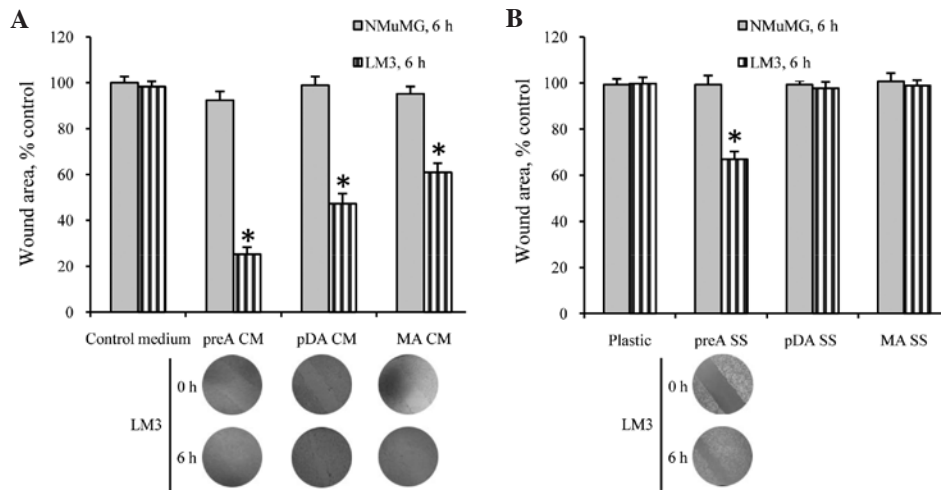 A
120
100
80
60
40
20
0
Wound area, % control
NMuMG, 6 h
LM3, 6 h
*
*
*
Control medium preA CM pDA CM MA CM
LM3
0 h
6 h
B
120
100
80
60
40
20
0
Wound area, % control
NMuMG, 6 h
LM3, 6 h
*
Plastic preA SS pDA SS MA SS
LM3
0 h
6 h